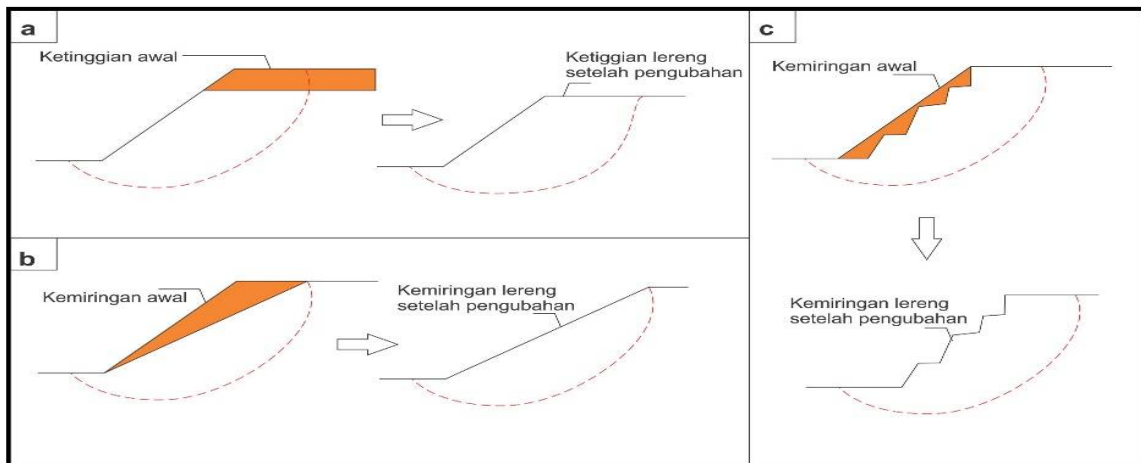 a
Ketinggian awal
Ketiggian lereng
setelah pengubahan
b
Kemiringan awal
Kemiringan lereng
setelah pengubahan
c
Kemiringan awal
Kemiringan lereng
setelah pengubahan